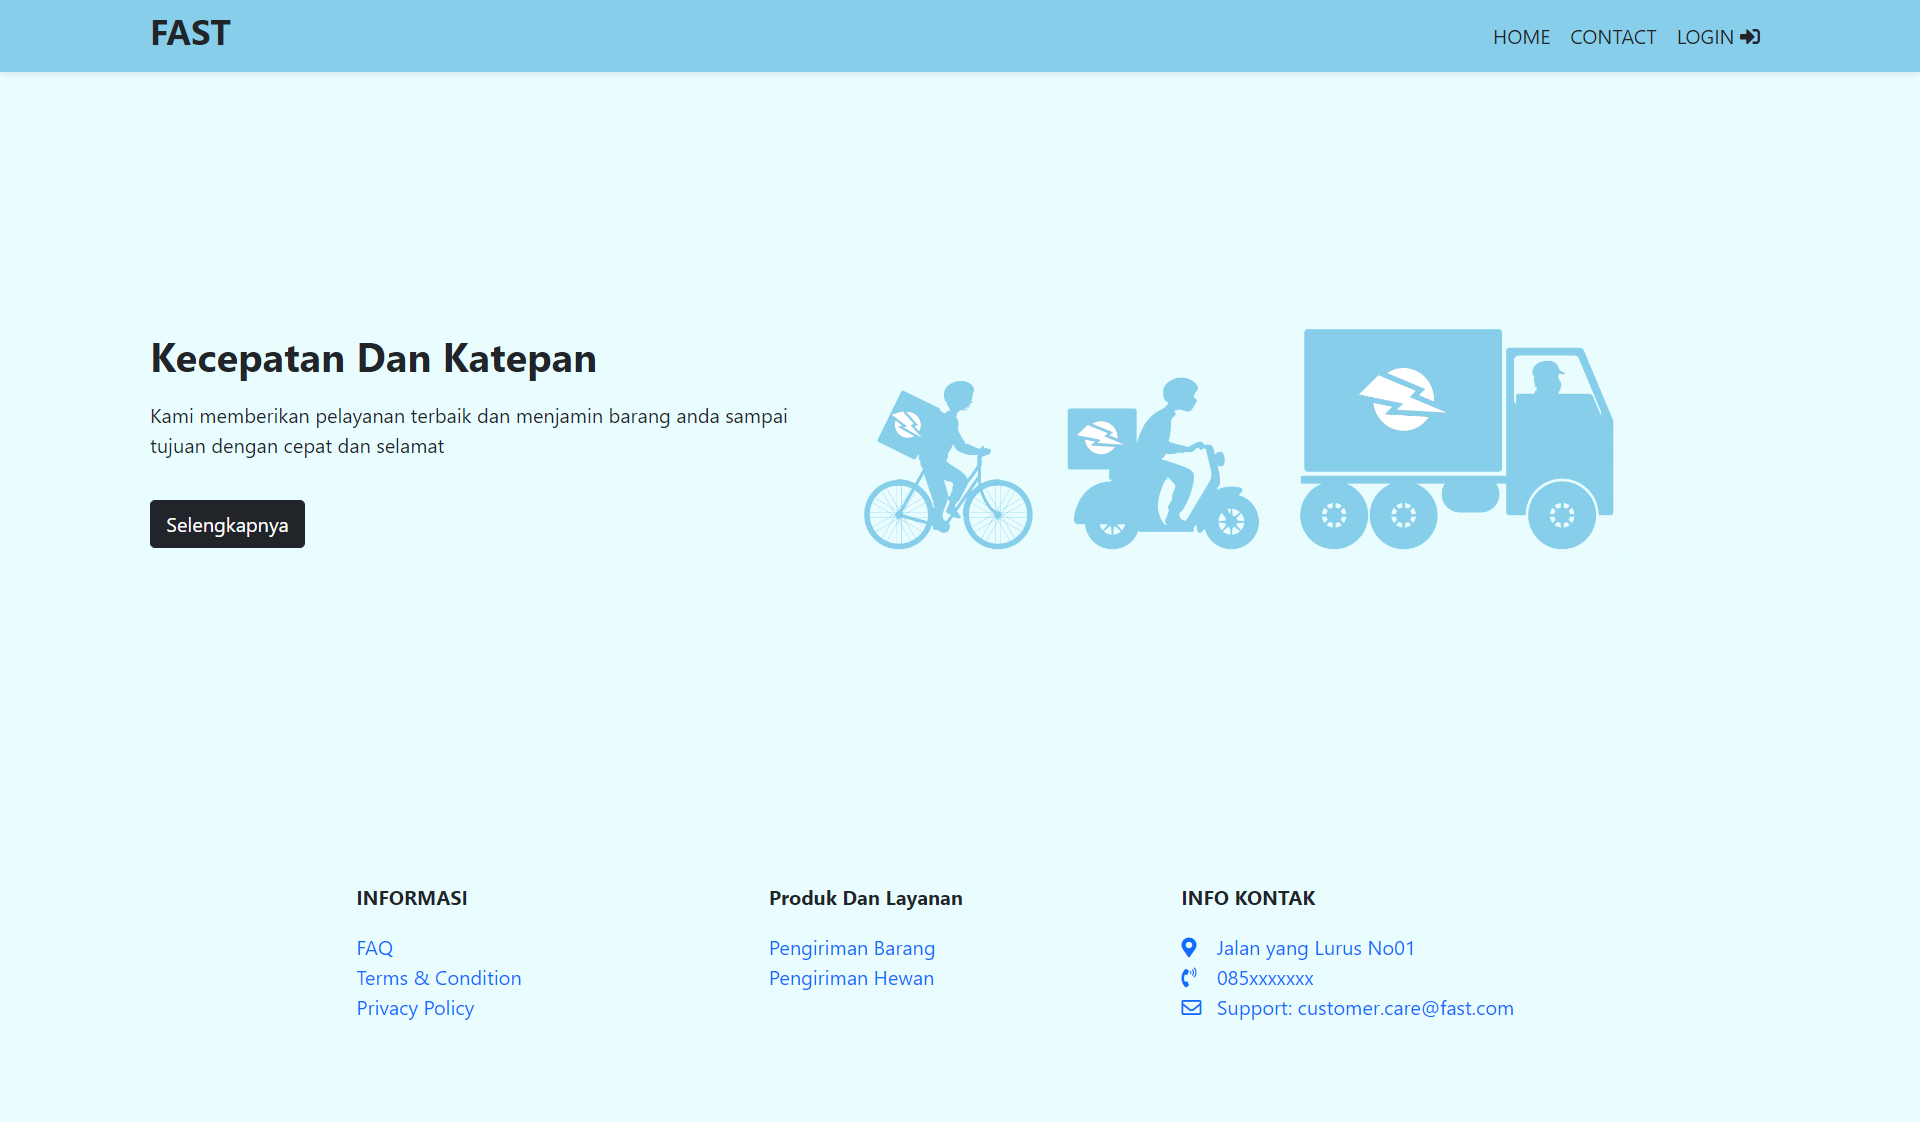 FAST
HOME CONTACT LOGIN
Kecepatan Dan Katepan
Kami memberikan pelayanan terbaik dan menjamin barang anda sampai
tujuan dengan cepat dan selamat
Selengkapnya
INFORMASI
FAQ
Terms & Condition
Privacy Policy
Produk Dan Layanan
Pengiriman Barang
Pengiriman Hewan
INFO KONTAK
Jalan yang Lurus No01
085xxxxxxx
Support: customer.care@fast.com